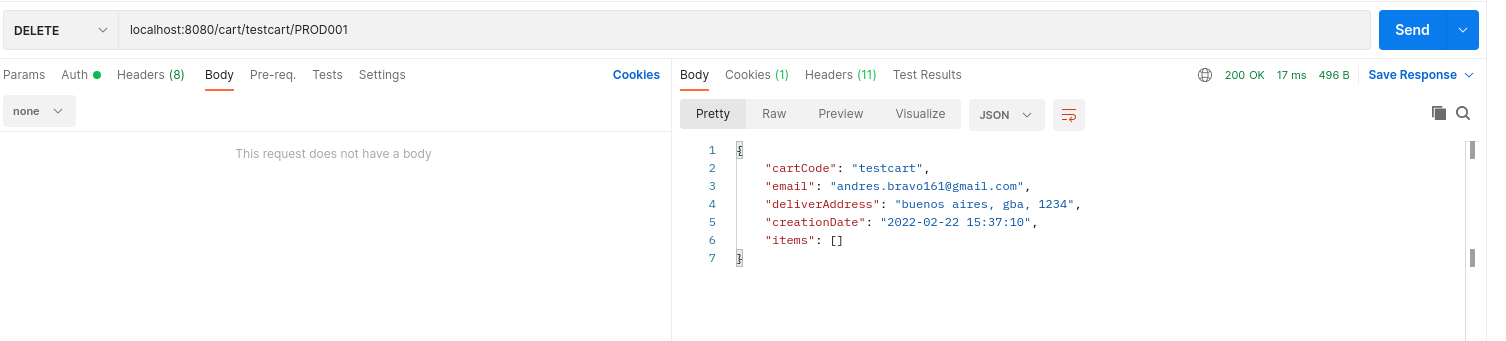 DELETE localhost:8080/cart/testcart/PROD001 Send
Params Auth Headers (8) Body Pre-req. Tests Settings Cookies
none
This request does not have a body
Body Cookies (1) Headers (11) Test Results 200 OK 17 ms 496 B Save Response
Pretty Raw Preview Visualize JSON
1 {
2 "cartCode": "testcart",
3 "email": "andres.bravo161@gmail.com",
4 "deliverAddress": "buenos aires, gba, 1234",
5 "creationDate": "2022-02-22 15:37:10",
6 "items": []
7 }